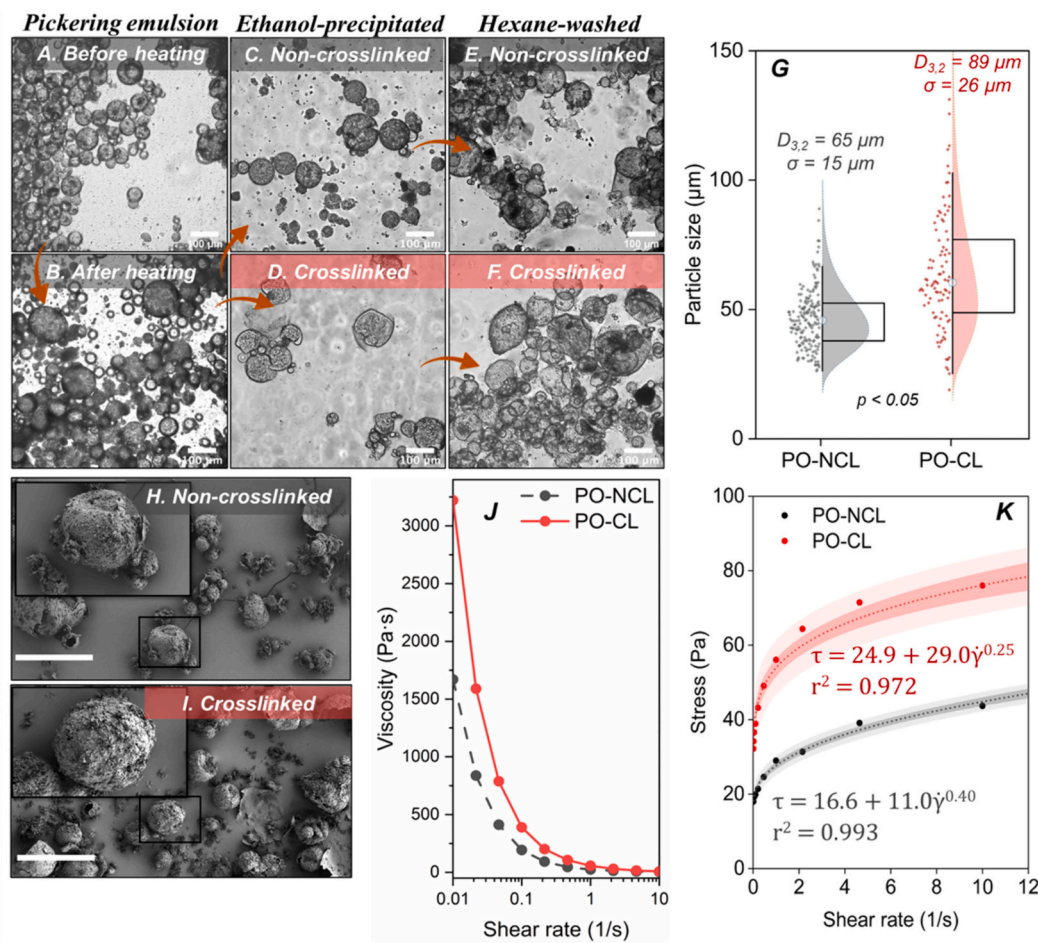 Pickering emulsion
Ethanol-precipitated
Hexane-washed
A. Before heating
C. Non-crosslinked
E. Non-crosslinked
100 μm
100 μm
100 μm
B. After heating
D. Crosslinked
F. Crosslinked
100 μm
100 μm
100 μm
G
150
100
50
0
Particle size (μm)
D3,2 = 89 μm
σ = 26 μm
D3,2 = 65 μm
σ = 15 μm
p < 0.05
PO-NCL
PO-CL
H. Non-crosslinked
I. Crosslinked
J
PO-NCL
PO-CL
3000
2500
2000
1500
1000
500
0
Viscosity (Pa·s)
0.01
0.1
1
10
Shear rate (1/s)
K
PO-NCL
PO-CL
100
80
60
40
20
0
Stress (Pa)
τ = 24.9 + 29.0γ̇^0.25
r² = 0.972
τ = 16.6 + 11.0γ̇^0.40
r² = 0.993
0
2
4
6
8
10
12
Shear rate (1/s)